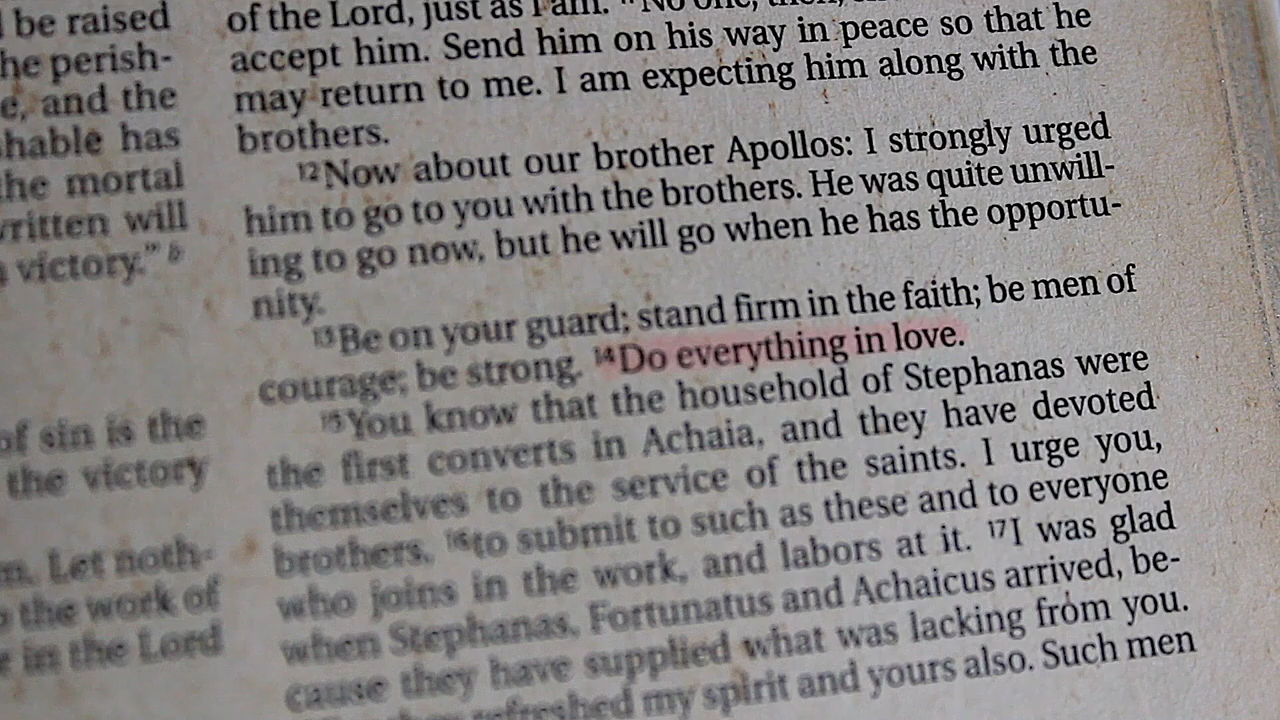 be raised
he perish-
e, and the
hable has
he mortal
written will
victory.” b
of sin is the
the victory
m. Let noth-
the work of
in the Lord
of the Lord, just as I am. 11No one, then,
accept him. Send him on his way in peace so that he
may return to me. I am expecting him along with the
brothers.
12Now about our brother Apollos: I strongly urged
him to go to you with the brothers. He was quite unwill-
ing to go now, but he will go when he has the opportu-
nity.
13Be on your guard; stand firm in the faith; be men of
courage; be strong. 14Do everything in love.
15You know that the household of Stephanas were
the first converts in Achaia, and they have devoted
themselves to the service of the saints. I urge you,
brothers, 16to submit to such as these and to everyone
who joins in the work, and labors at it. 17I was glad
when Stephanas, Fortunatus and Achaicus arrived, be-
cause they have supplied what was lacking from you.
refreshed my spirit and yours also. Such men